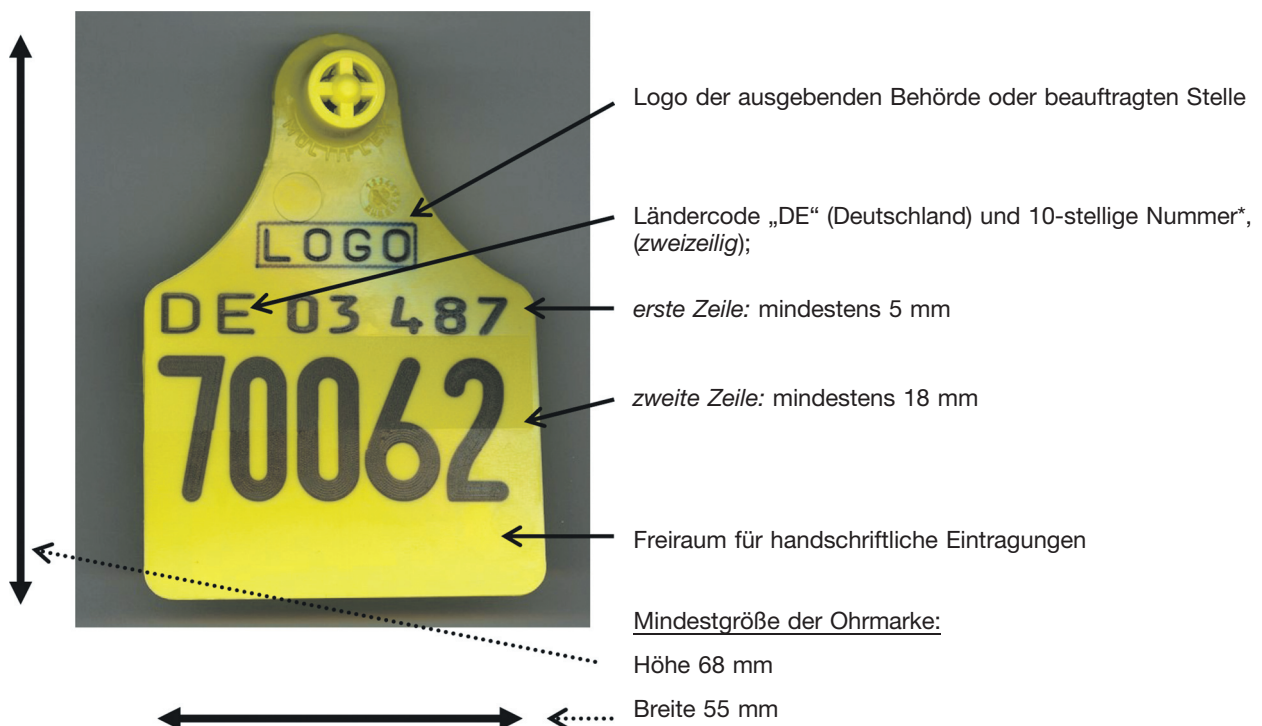 Logo der ausgebenden Behörde oder beauftragten Stelle
Ländercode „DE“ (Deutschland) und 10-stellige Nummer*,
(zweizeilig);
LOGO
DE 03 487
erste Zeile: mindestens 5 mm
70062
zweite Zeile: mindestens 18 mm
Freiraum für handschriftliche Eintragungen
Mindestgröße der Ohrmarke:
Höhe 68 mm
Breite 55 mm